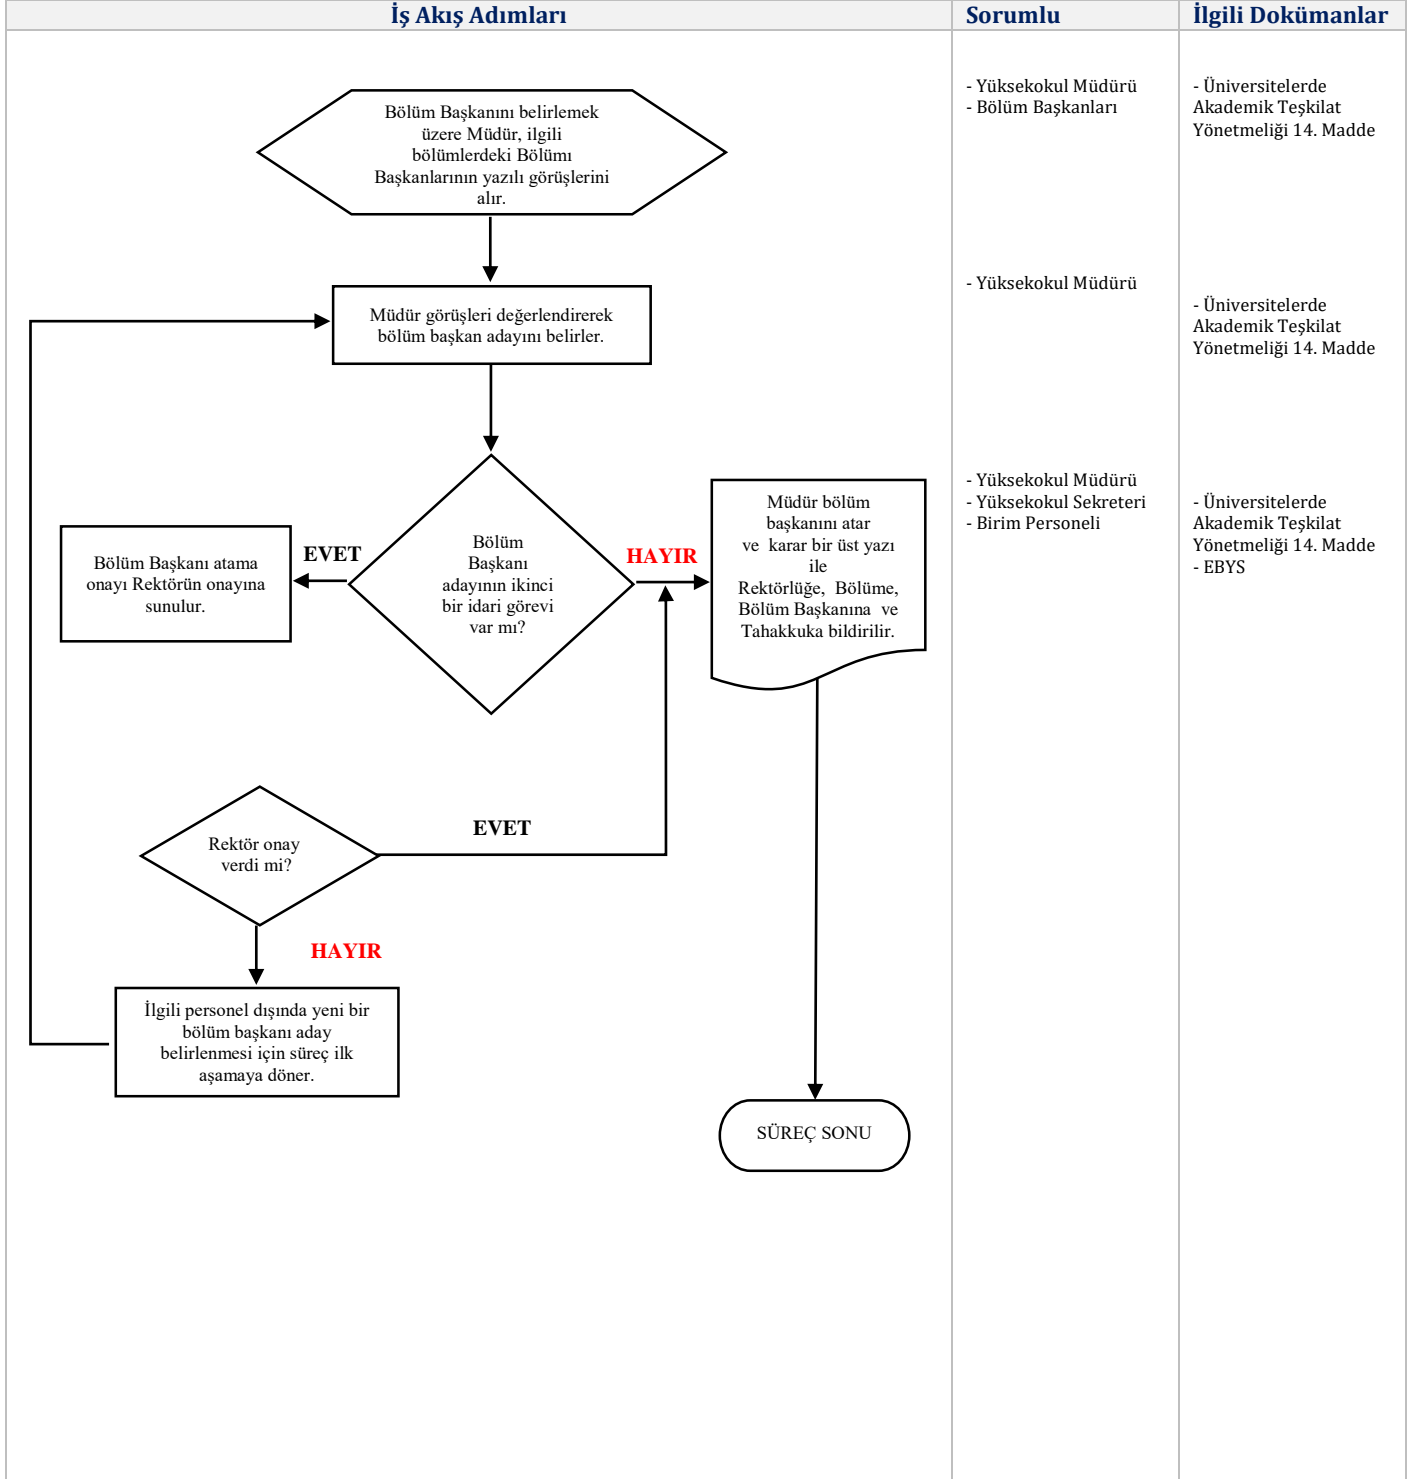 İş Akış Adımları
Sorumlu
İlgili Dokümanlar
Bölüm Başkanını belirlemek
üzere Müdür, ilgili
bölümlerdeki Bölümı
Başkanlarının yazılı görüşlerini
alır.
- Yüksekokul Müdürü
- Bölüm Başkanları
- Üniversitelerde
Akademik Teşkilat
Yönetmeliği 14. Madde
Müdür görüşleri değerlendirerek
bölüm başkan adayını belirler.
- Yüksekokul Müdürü
- Üniversitelerde
Akademik Teşkilat
Yönetmeliği 14. Madde
Bölüm
Başkanı
adayının ikinci
bir idari görevi
var mı?
EVET
Bölüm Başkanı atama
onayı Rektörün onayına
sunulur.
HAYIR
Müdür bölüm
başkanını atar
ve karar bir üst yazı
ile
Rektörlüğe, Bölüme,
Bölüm Başkanına ve
Tahakkuka bildirilir.
- Yüksekokul Müdürü
- Yüksekokul Sekreteri
- Birim Personeli
- Üniversitelerde
Akademik Teşkilat
Yönetmeliği 14. Madde
- EBYS
Rektör onay
verdi mi?
EVET
HAYIR
İlgili personel dışında yeni bir
bölüm başkanı aday
belirlenmesi için süreç ilk
aşamaya döner.
SÜREÇ SONU